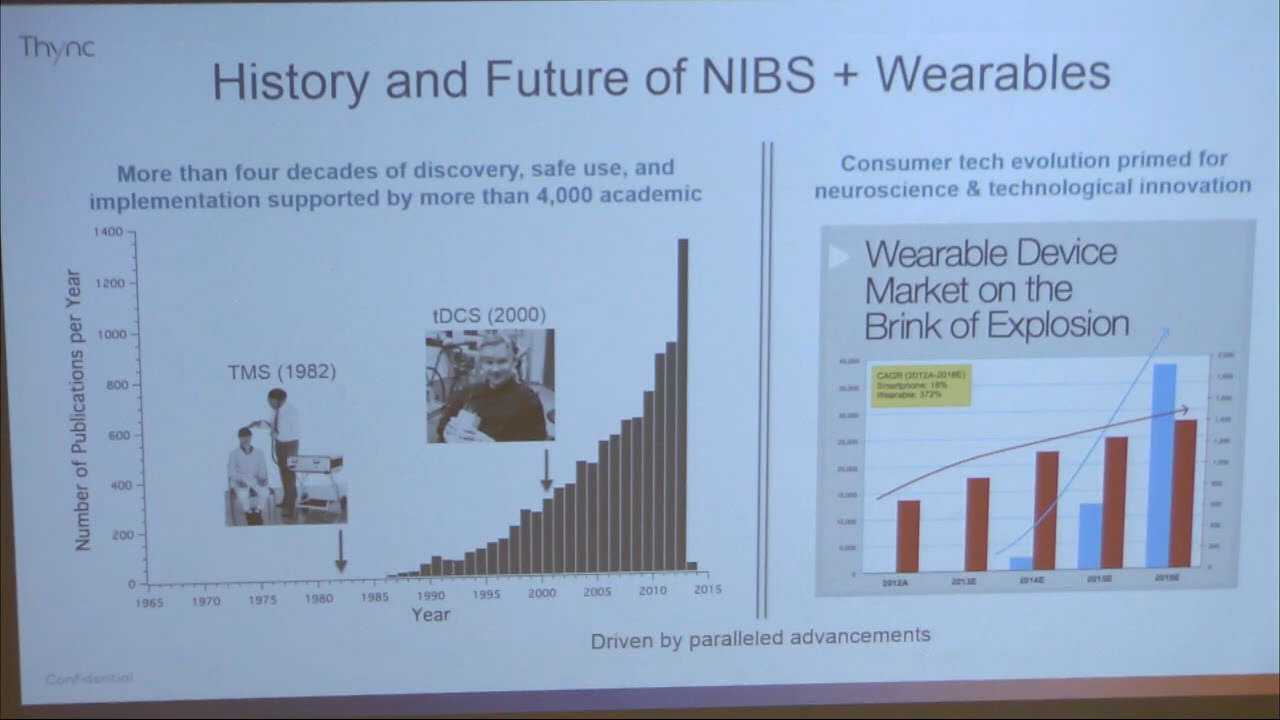 Thync
History and Future of NIBS + Wearables
More than four decades of discovery, safe use, and
implementation supported by more than 4,000 academic
1400
1200
1000
800
600
400
200
0
Number of Publications per Year
TMS (1982)
tDCS (2000)
1965 1970 1975 1980 1985 1990 1995 2000 2005 2010 2015
Year
Consumer tech evolution primed for
neuroscience & technological innovation
Wearable Device
Market on the
Brink of Explosion
CAGR (2012A-2016E)
Smartphone: 18%
Wearable: 372%
2012A 2013E 2014E 2015E 2016E
Driven by paralleled advancements
Confidential